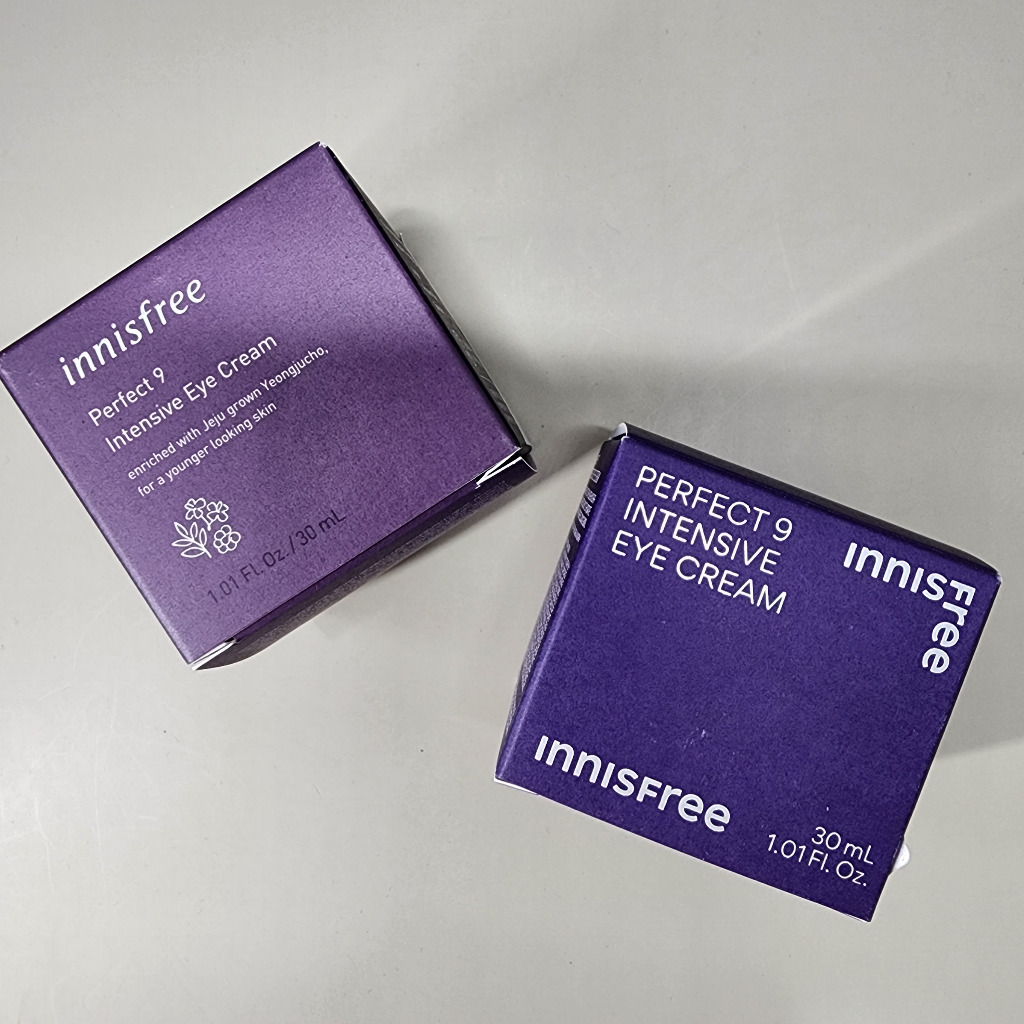 innisfree
Perfect 9
Intensive Eye Cream
enriched with Jeju grown Yeongjucho,
for a younger looking skin
1.01 Fl.Oz. / 30 mL
PERFECT 9
INTENSIVE
EYE CREAM
INNISFree
INNISFree
30 mL
1.01 Fl. Oz.